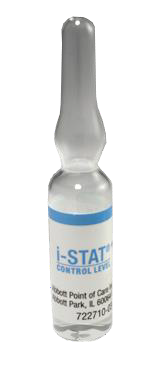 i-STAT®
CONTROL LEVEL
Abbott Point of Care
Abbott Park, IL
722710-